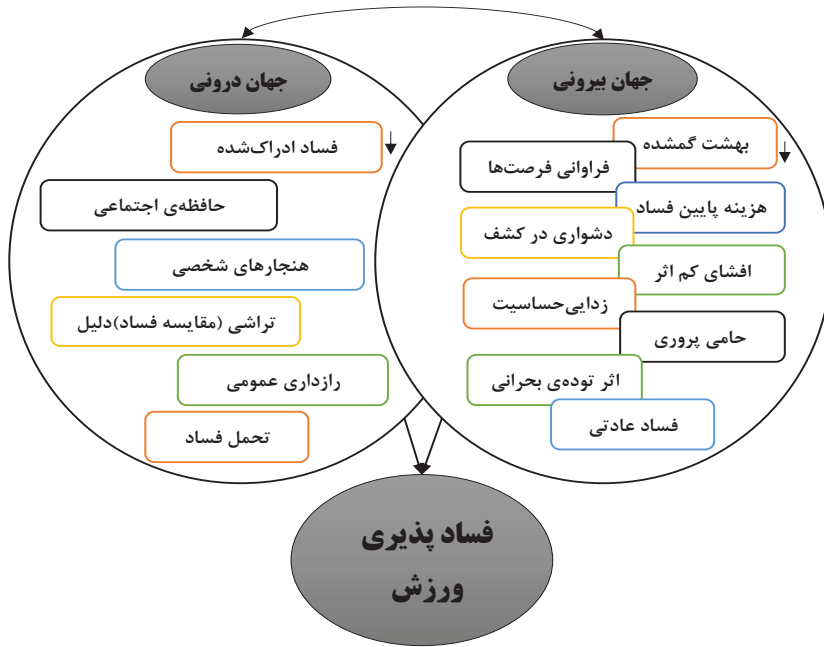 جهان بیرونی
بهشت گمشده
فراوانی فرصت‌ها
هزینه پایین فساد
دشواری در کشف
افشای کم اثر
زدایی‌حساسیت
حامی پروری
اثر توده‌ی بحرانی
فساد عادتی
جهان درونی
فساد ادراک‌شده
حافظه‌ی اجتماعی
هنجارهای شخصی
تراشی (مقایسه فساد)دلیل
رازداری عمومی
تحمل فساد
فساد پذیری
ورزش